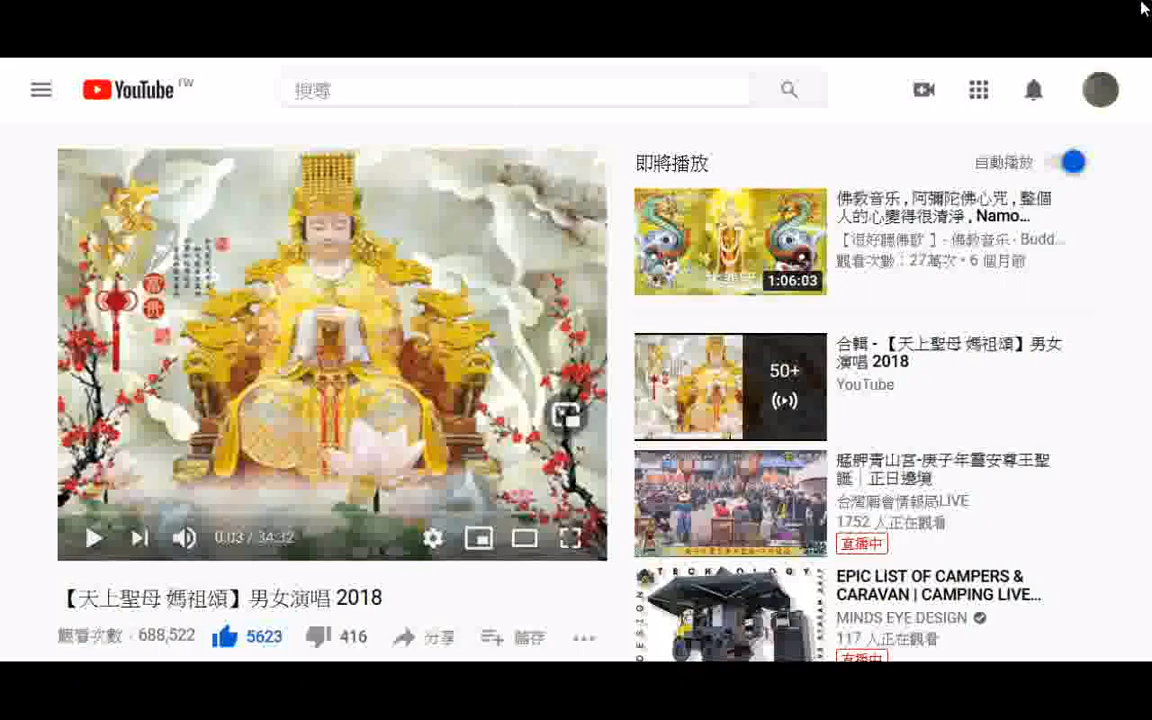 YouTube TW
搜尋
即將播放
自動播放
佛教音乐 , 阿彌陀佛心咒 , 整個
人的心變得很清淨 , Namo...
【 道好聽佛歌 】- 佛教音乐 - Budd...
觀看次數：27萬次 • 6 個月前
1:06:03
合輯 -【天上聖母 媽祖頌】男女
演唱 2018
YouTube
50+
艋舺青山宮-庚子年靈安尊王聖
誕｜正日遶境
台灣廟會情報局LIVE
1752 人正在觀看
直播中
EPIC LIST OF CAMPERS &
CARAVAN | CAMPING LIVE...
MINDS EYE DESIGN
117 人正在觀看
直播中
富
貴
0:03 / 34:32
【天上聖母 媽祖頌】男女演唱 2018
觀看次數：688,522
5623
416
分享
儲存
TECHNOLOGY
DESIGN